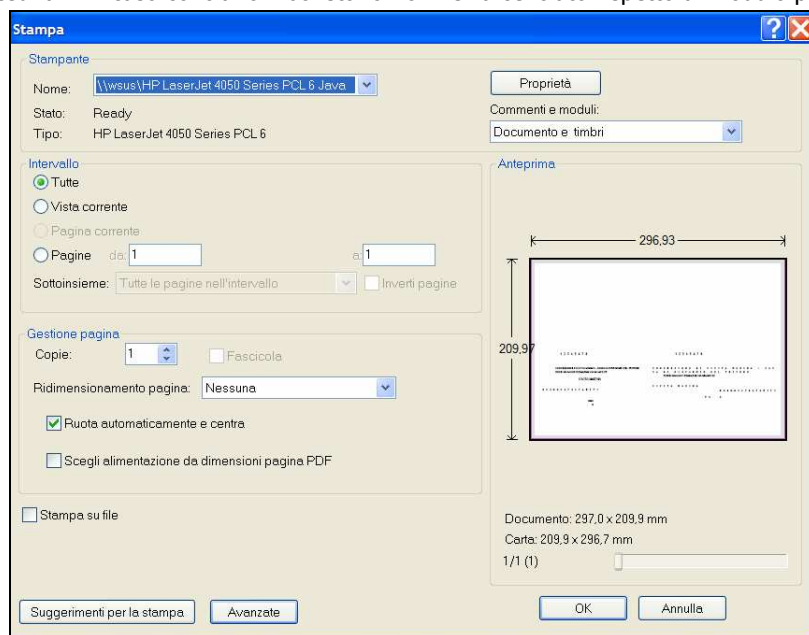 Stampa
Stampante
Nome: \\wsus\HP LaserJet 4050 Series PCL 6 Java
Proprietà
Stato: Ready
Commenti e moduli:
Tipo: HP LaserJet 4050 Series PCL 6
Documento e timbri
Intervallo
Anteprima
Tutte
Vista corrente
Pagina corrente
Pagine da: 1 a: 1
Sottoinsieme: Tutte le pagine nell'intervallo Inverti pagine
296,93
209,97
Gestione pagina
Copie: 1 Fascicola
Ridimensionamento pagina: Nessuna
Ruota automaticamente e centra
Scegli alimentazione da dimensioni pagina PDF
Stampa su file
Documento: 297,0 x 209,9 mm
Carta: 209,9 x 296,7 mm
1/1 (1)
Suggerimenti per la stampa Avanzate
OK Annulla